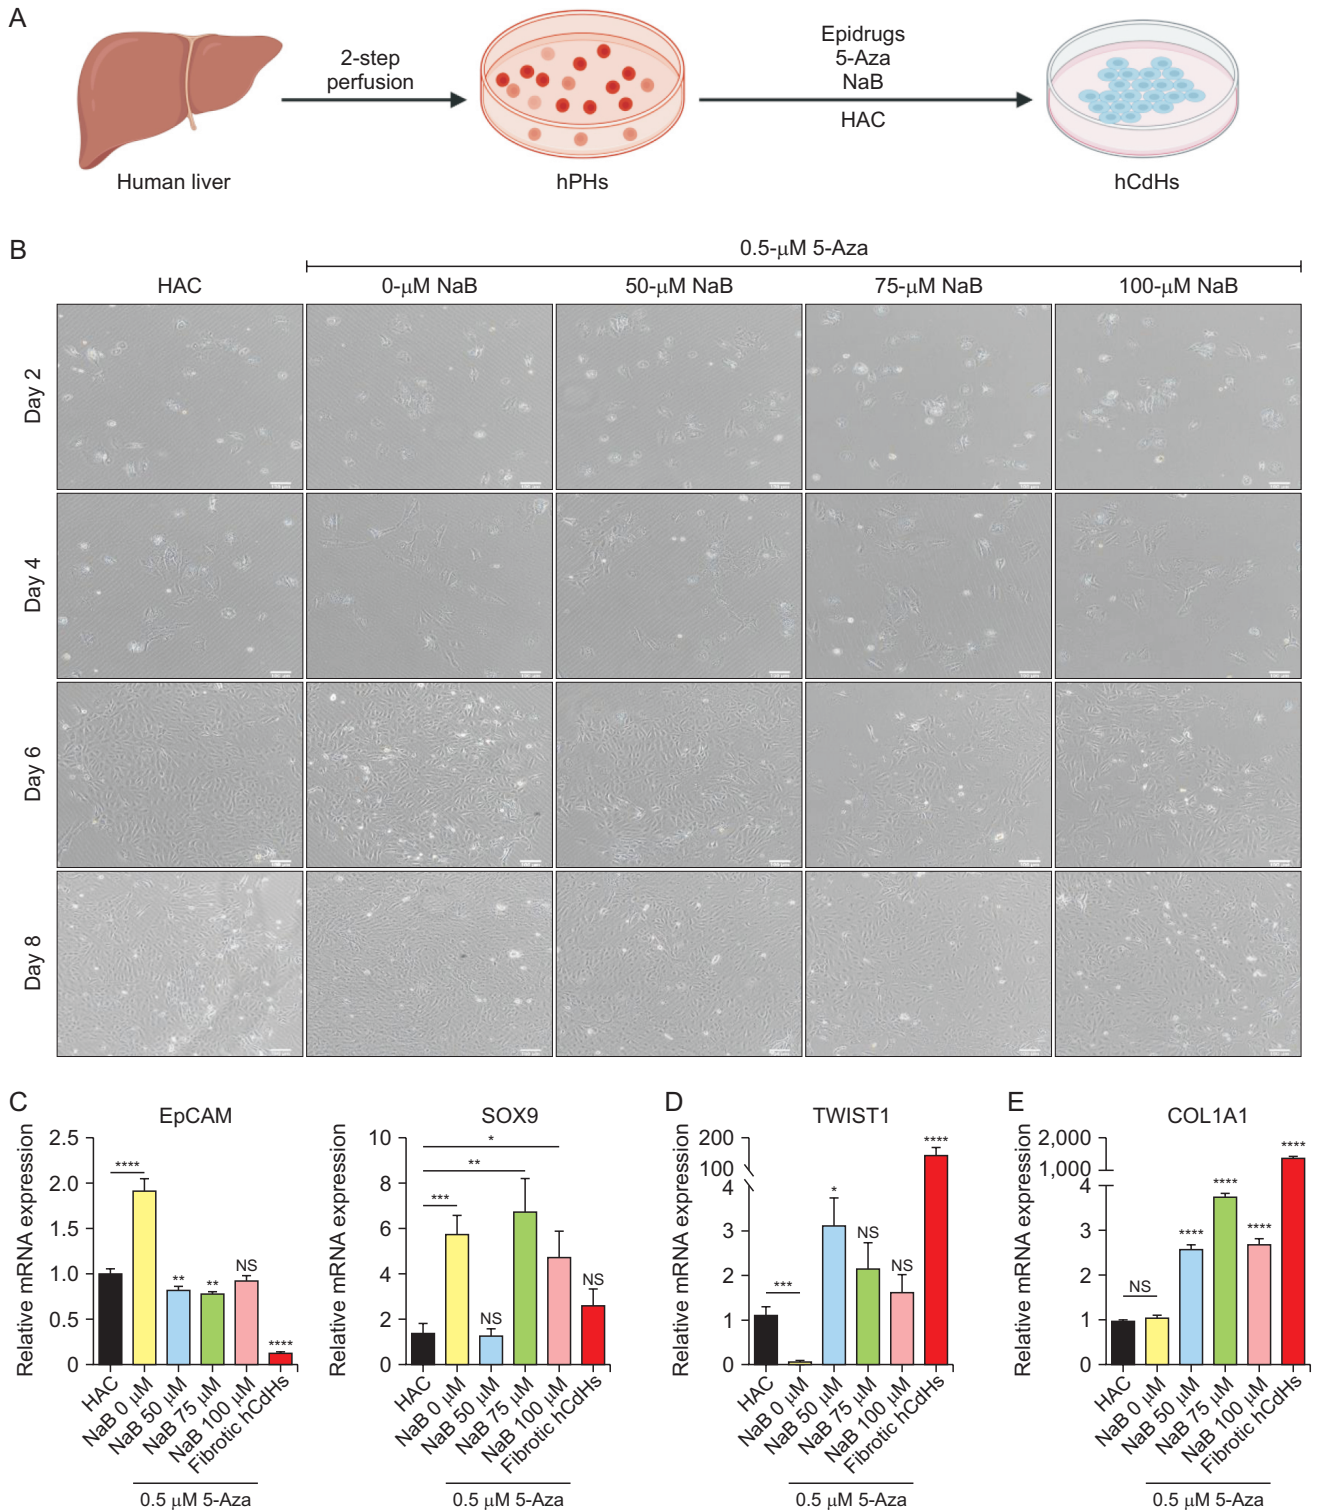 A
Human liver
2-step
perfusion
hPHs
Epidrugs
5-Aza
NaB
HAC
hCdHs
B
0.5-μM 5-Aza
HAC
0-μM NaB
50-μM NaB
75-μM NaB
100-μM NaB
Day 2
Day 4
Day 6
Day 8
C
EpCAM
Relative mRNA expression
2.5
2.0
1.5
1.0
0.5
0
****
**
**
NS
****
HAC
NaB 0 μM
NaB 50 μM
NaB 75 μM
NaB 100 μM
Fibrotic hCdHs
0.5 μM 5-Aza
SOX9
Relative mRNA expression
10
8
6
4
2
0
*
**
***
NS
NS
HAC
NaB 0 μM
NaB 50 μM
NaB 75 μM
NaB 100 μM
Fibrotic hCdHs
0.5 μM 5-Aza
D
TWIST1
Relative mRNA expression
200
100
4
3
2
1
0
***
*
NS
NS
****
HAC
NaB 0 μM
NaB 50 μM
NaB 75 μM
NaB 100 μM
Fibrotic hCdHs
0.5 μM 5-Aza
E
COL1A1
Relative mRNA expression
2,000
1,000
4
3
2
1
0
NS
****
****
****
****
HAC
NaB 0 μM
NaB 50 μM
NaB 75 μM
NaB 100 μM
Fibrotic hCdHs
0.5 μM 5-Aza